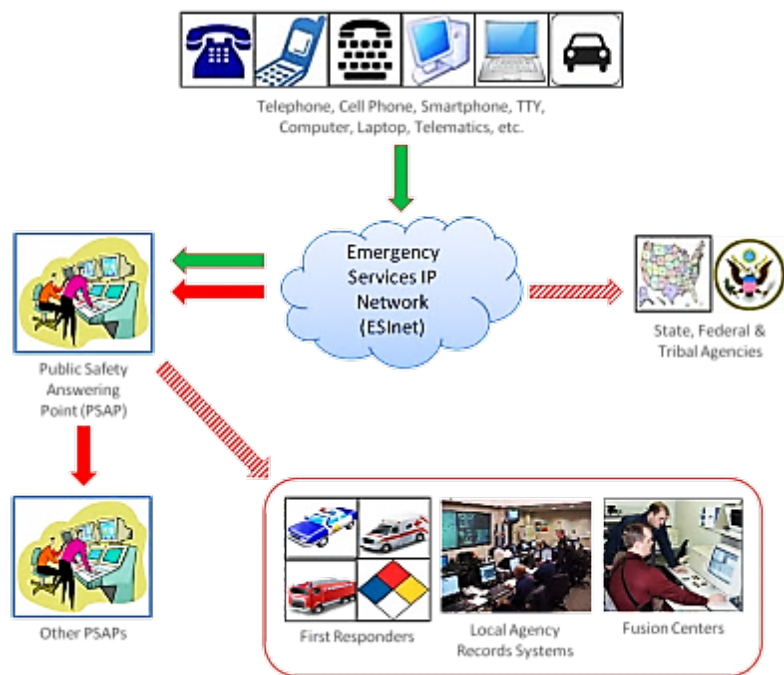 Telephone, Cell Phone, Smartphone, TTY,
Computer, Laptop, Telematics, etc.
Emergency
Services IP
Network
(ESInet)
State, Federal &
Tribal Agencies
Public Safety
Answering
Point (PSAP)
Other PSAPs
First Responders
Local Agency
Records Systems
Fusion Centers